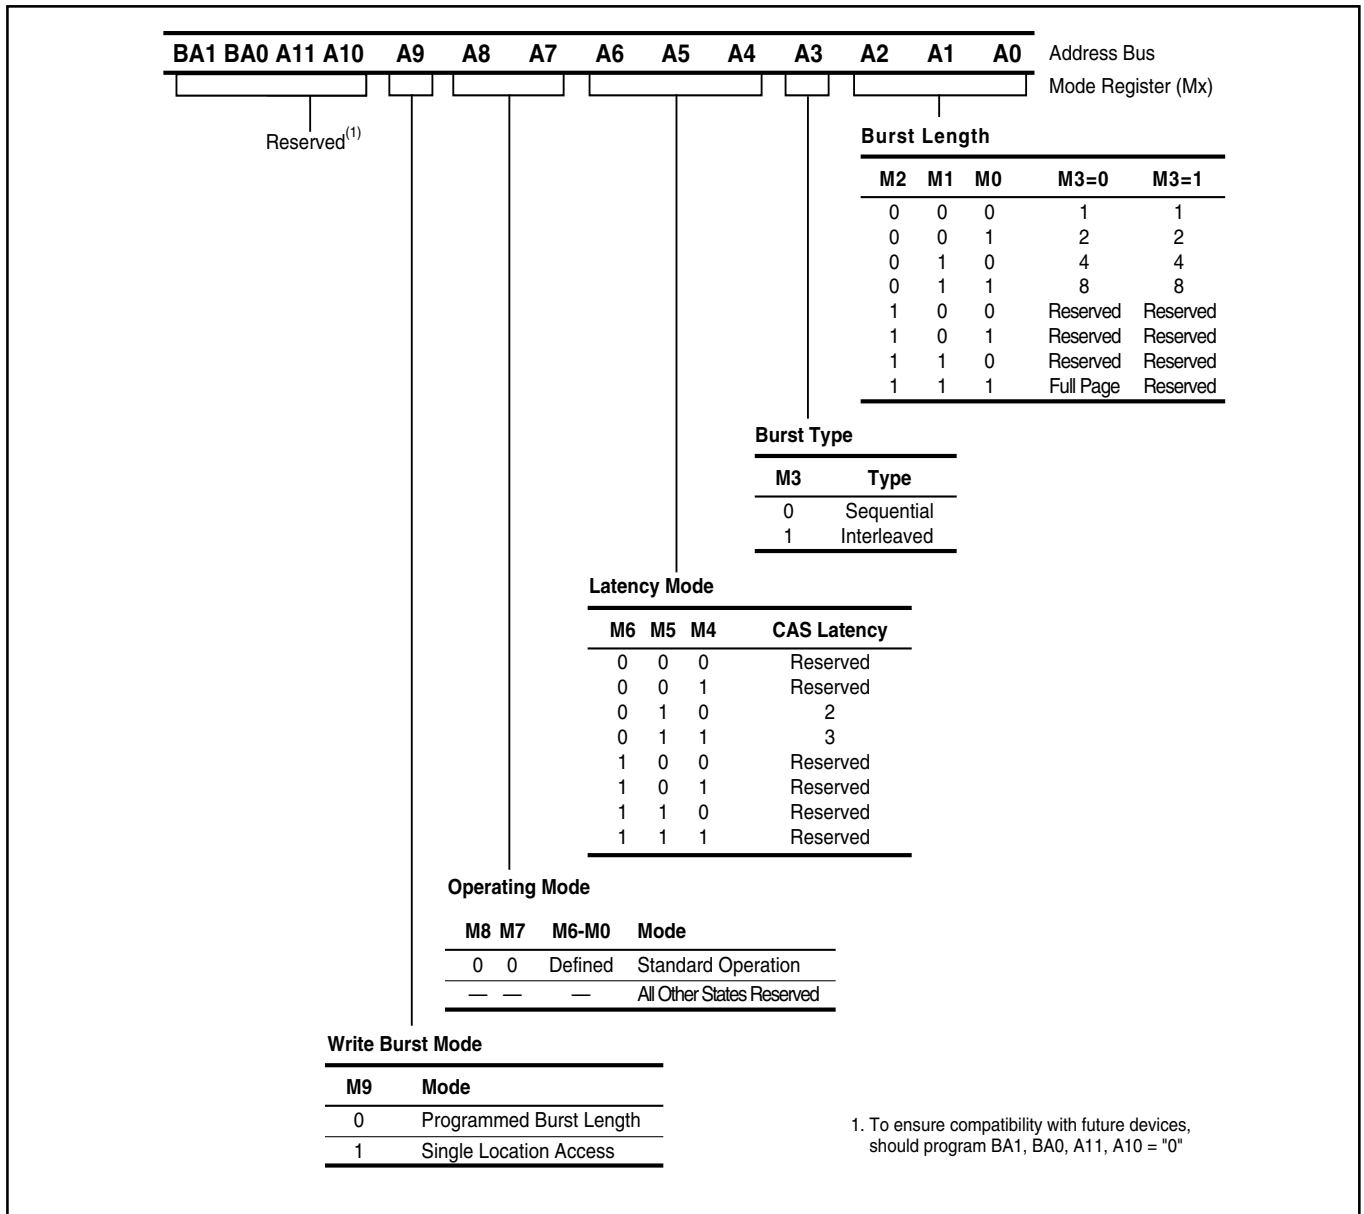 BA1 BA0 A11 A10 A9 A8 A7 A6 A5 A4 A3 A2 A1 A0 Address Bus
Mode Register (Mx)
Reserved(1)
Burst Length
M2 M1 M0 M3=0 M3=1
0 0 0 1 1
0 0 1 2 2
0 1 0 4 4
0 1 1 8 8
1 0 0 Reserved Reserved
1 0 1 Reserved Reserved
1 1 0 Reserved Reserved
1 1 1 Full Page Reserved
Burst Type
M3 Type
0 Sequential
1 Interleaved
Latency Mode
M6 M5 M4 CAS Latency
0 0 0 Reserved
0 0 1 Reserved
0 1 0 2
0 1 1 3
1 0 0 Reserved
1 0 1 Reserved
1 1 0 Reserved
1 1 1 Reserved
Operating Mode
M8 M7 M6-M0 Mode
0 0 Defined Standard Operation
— — — All Other States Reserved
Write Burst Mode
M9 Mode
0 Programmed Burst Length
1 Single Location Access
1. To ensure compatibility with future devices,
should program BA1, BA0, A11, A10 = "0"